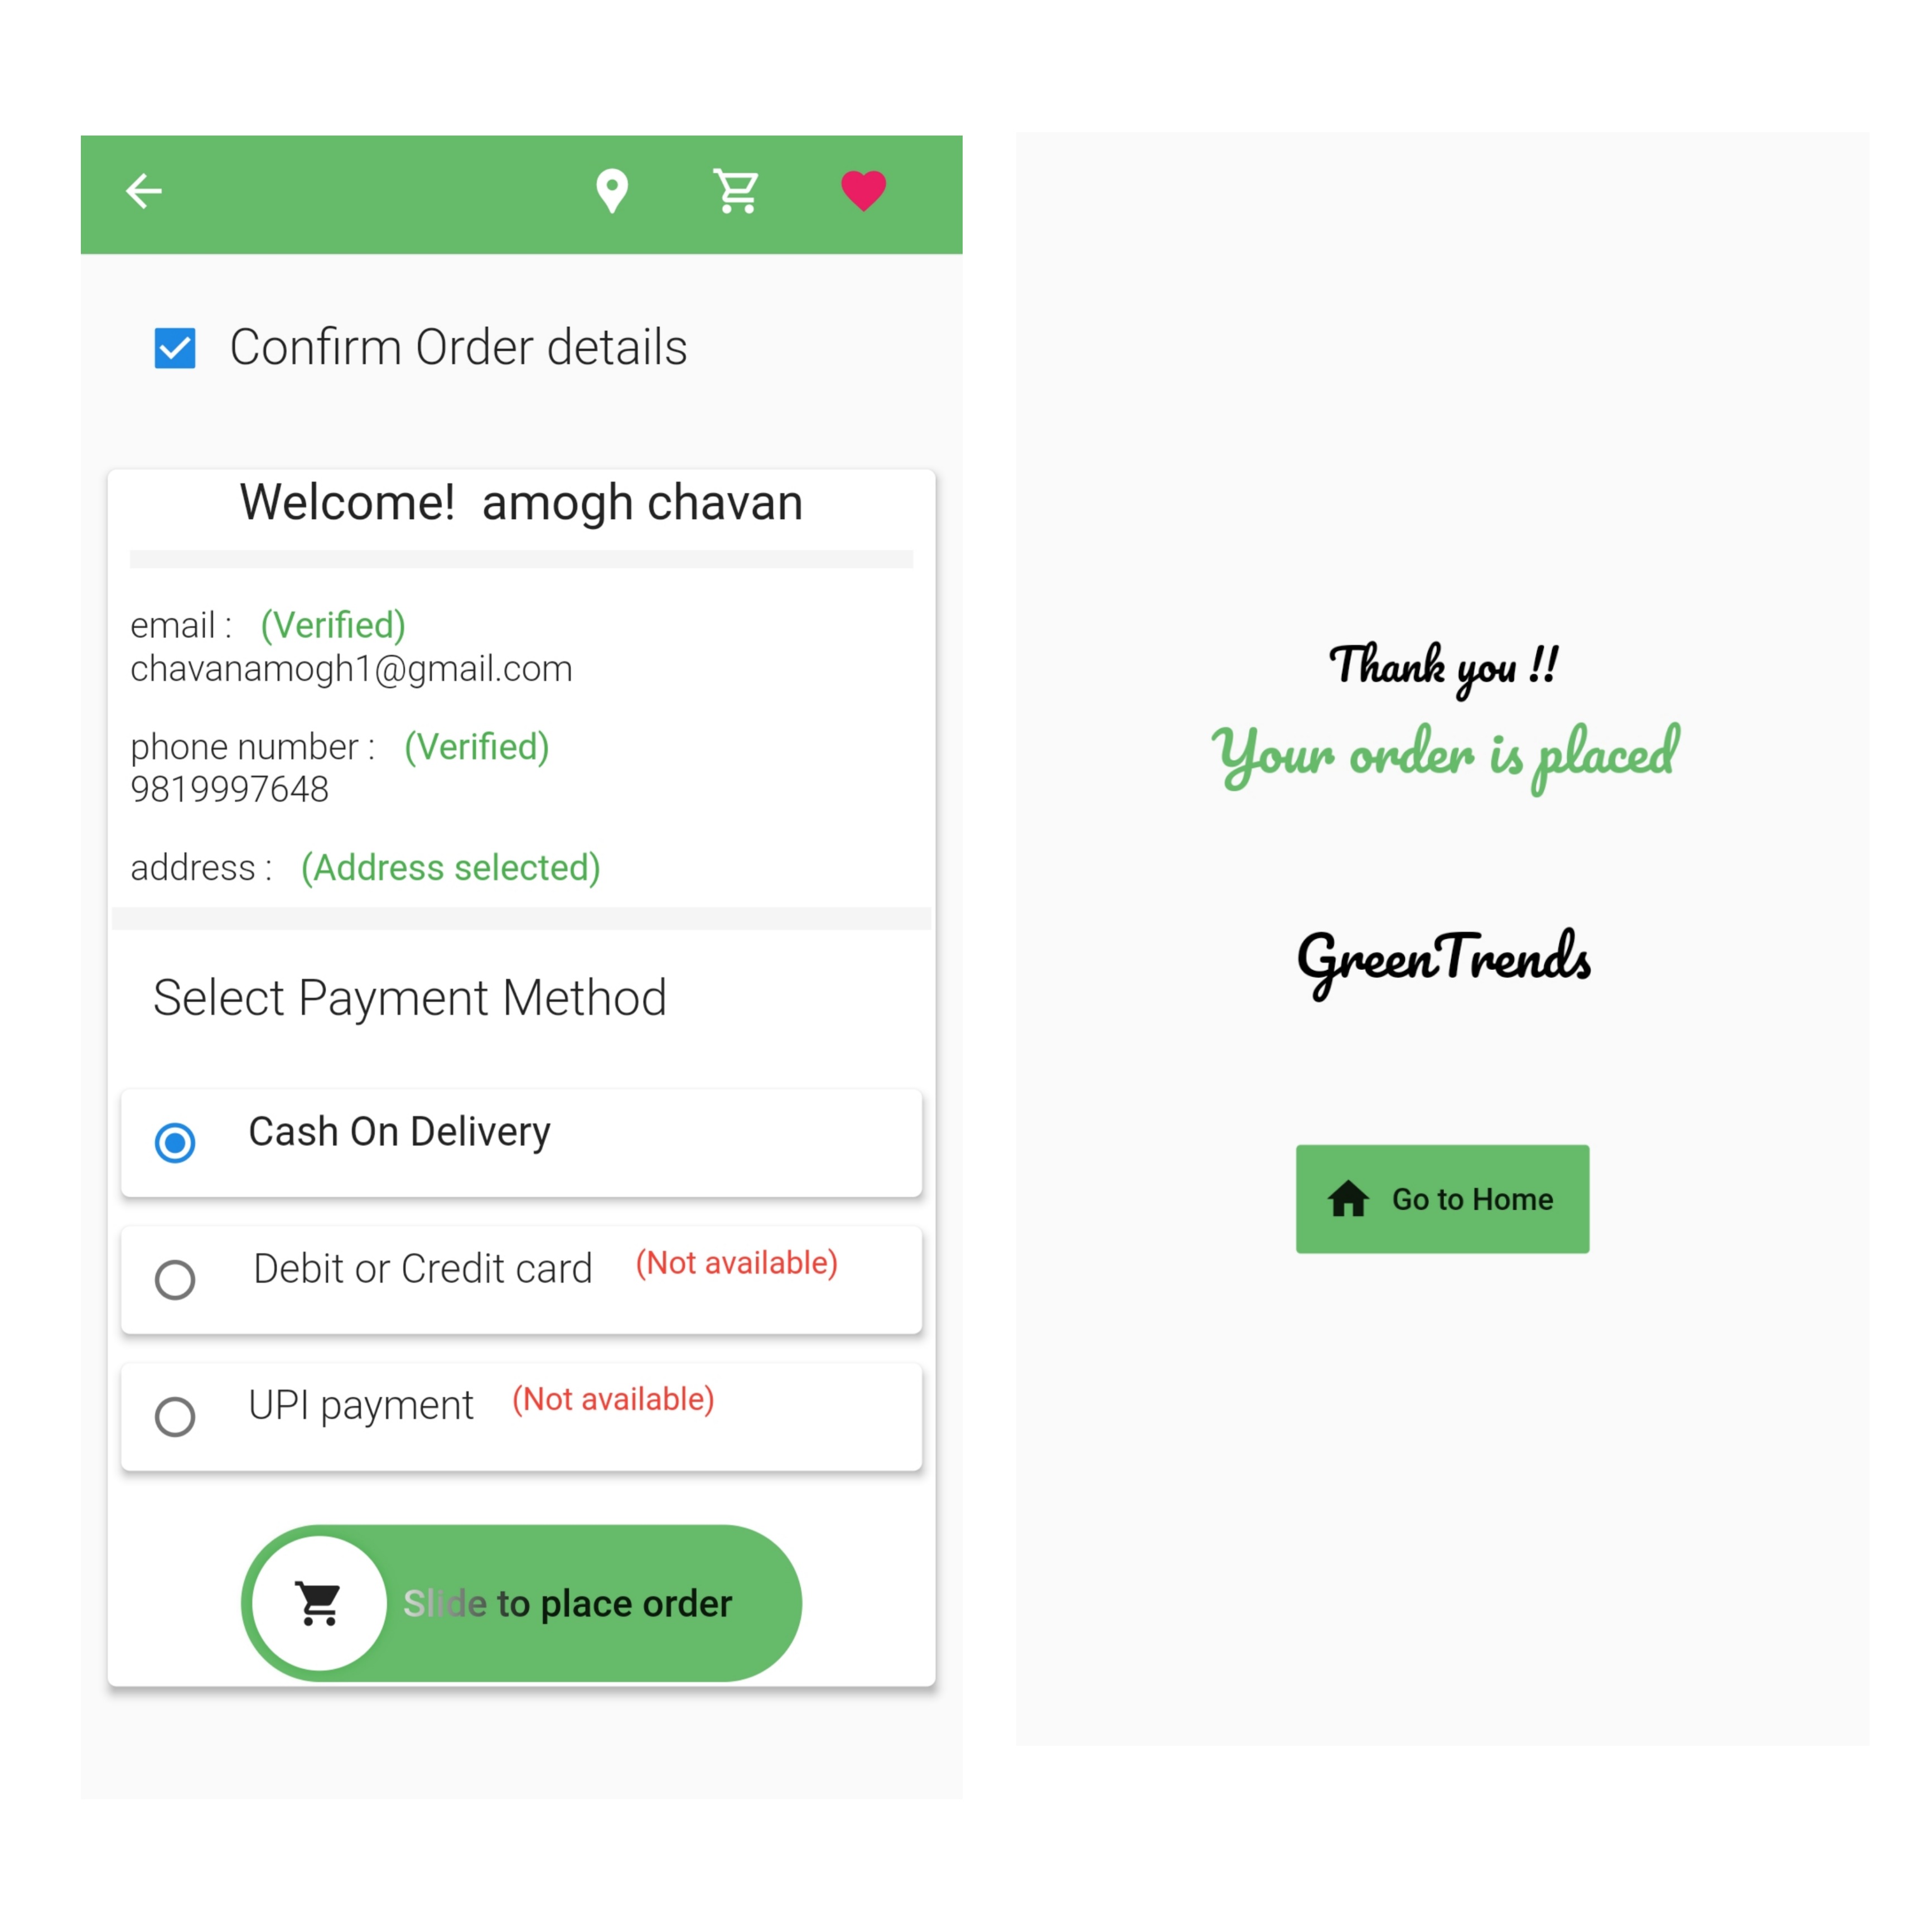 Confirm Order details
Welcome!  amogh chavan
email :   (Verified)
chavanamogh1@gmail.com
phone number :   (Verified)
9819997648
address :   (Address selected)
Select Payment Method
Cash On Delivery
Debit or Credit card   (Not available)
UPI payment   (Not available)
Slide to place order
Thank you !!
Your order is placed
GreenTrends
Go to Home